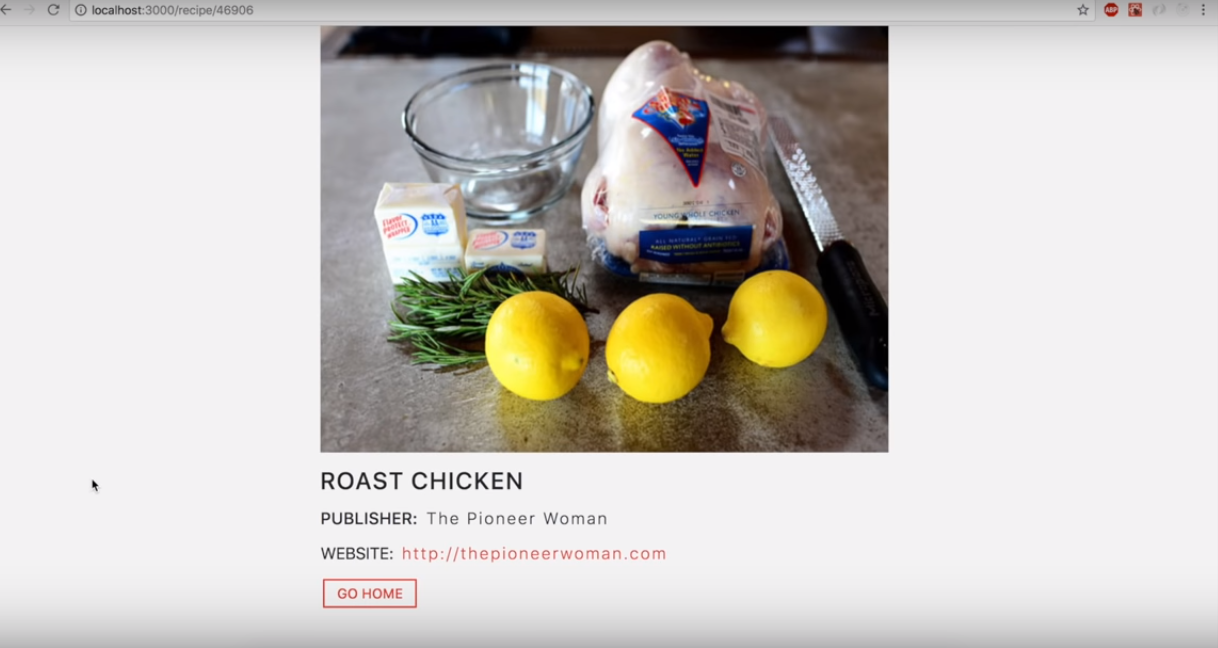 localhost:3000/recipe/46906
ABP
YOUNG WHOLE CHICKEN
ALL NATURAL
RAISED WITHOUT ANTIBIOTICS
ROAST CHICKEN
PUBLISHER: The Pioneer Woman
WEBSITE: http://thepioneerwoman.com
GO HOME